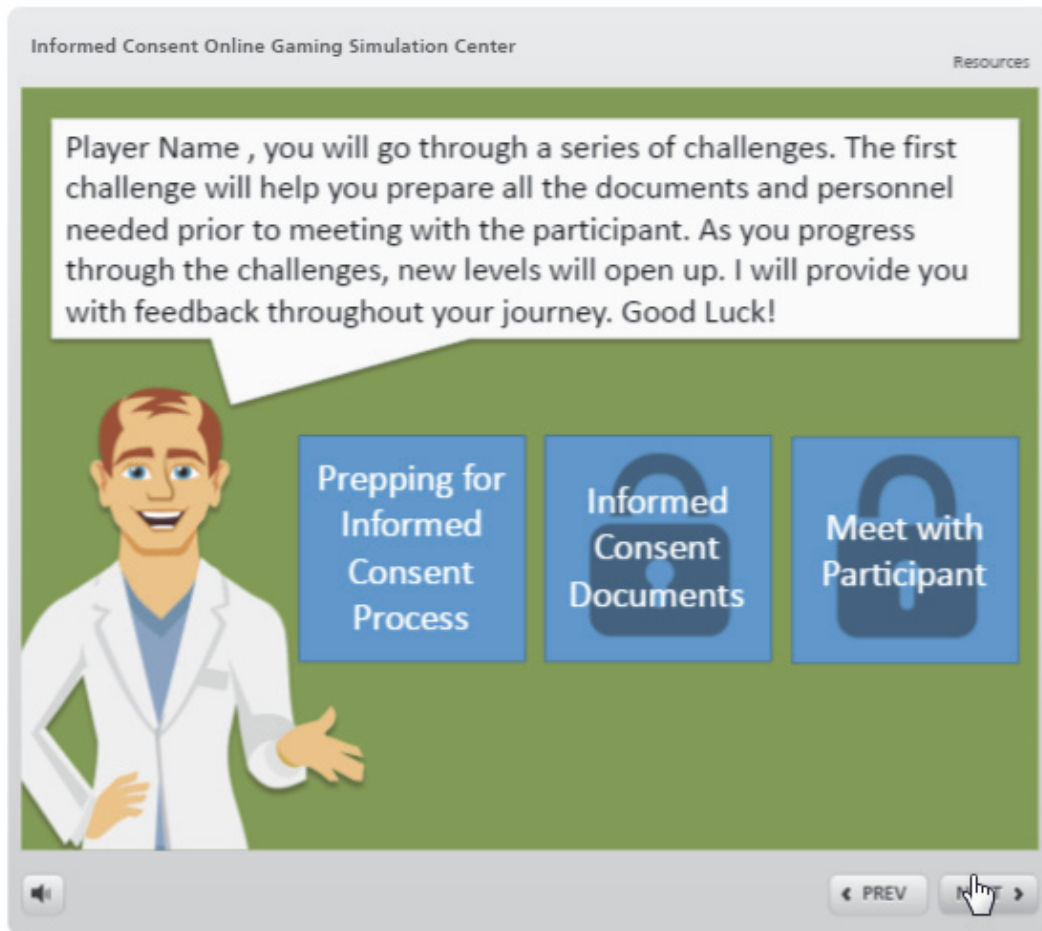 Informed Consent Online Gaming Simulation Center
Resources
Player Name , you will go through a series of challenges. The first
challenge will help you prepare all the documents and personnel
needed prior to meeting with the participant. As you progress
through the challenges, new levels will open up. I will provide you
with feedback throughout your journey. Good Luck!
Prepping for
Informed
Consent
Process
Informed
Consent
Documents
Meet with
Participant
PREV